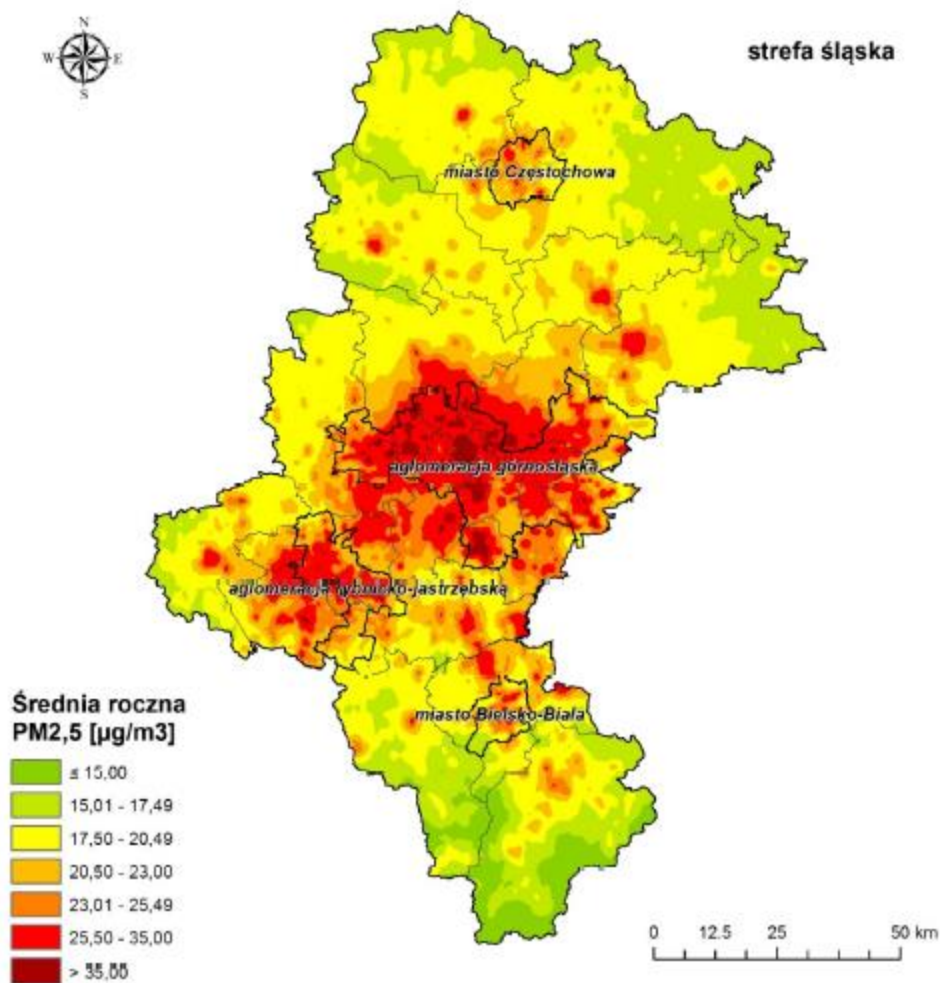 N
W E
S
strefa śląska
miasto Częstochowa
aglomeracja górnośląska
aglomeracja rybnicko-jastrzębska
miasto Bielsko-Biała
Średnia roczna
PM2,5 [µg/m3]
≤ 15,00
15,01 - 17,49
17,50 - 20,49
20,50 - 23,00
23,01 - 25,49
25,50 - 35,00
> 35,00
0 12.5 25 50 km